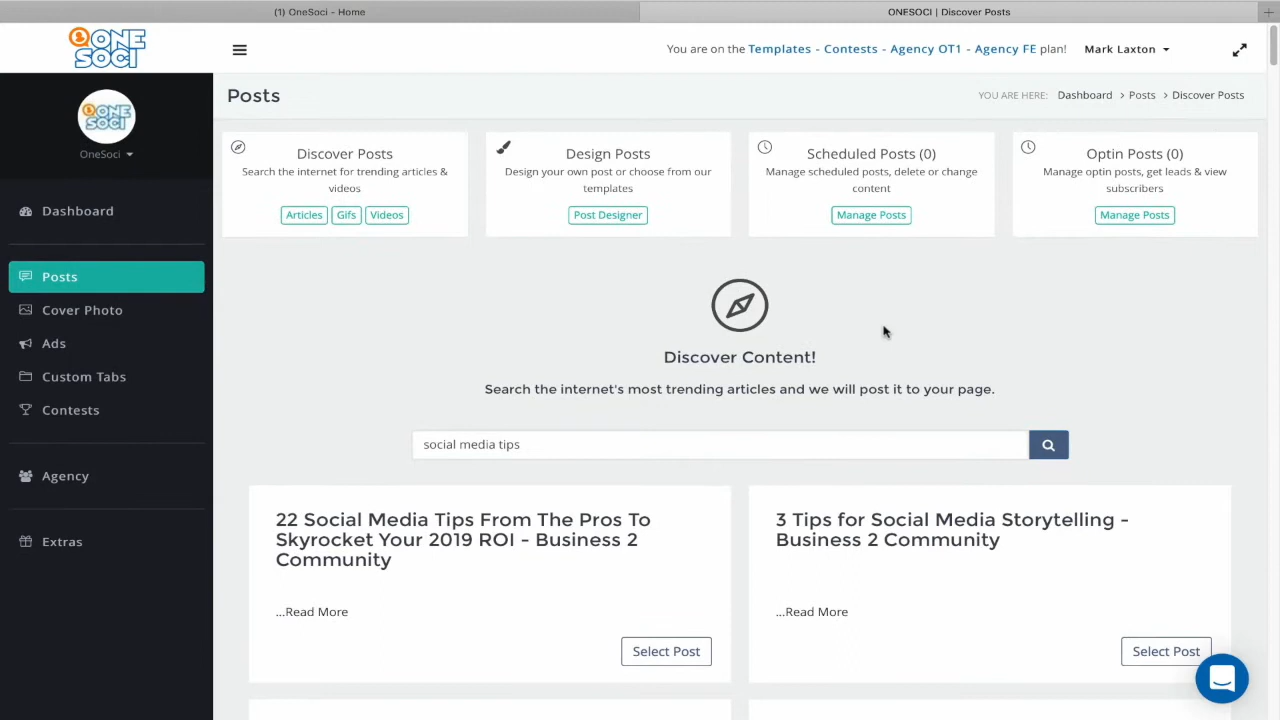 (1) OneSoci - Home
ONESOCI | Discover Posts
ONE
SOCI
You are on the Templates - Contests - Agency OT1 - Agency FE plan!
Mark Laxton
ONE
SOCI
OneSoci
Dashboard
Posts
Cover Photo
Ads
Custom Tabs
Contests
Agency
Extras
Posts
YOU ARE HERE: Dashboard > Posts > Discover Posts
Discover Posts
Search the internet for trending articles &
videos
Articles Gifs Videos
Design Posts
Design your own post or choose from our
templates
Post Designer
Scheduled Posts (0)
Manage scheduled posts, delete or change
content
Manage Posts
Optin Posts (0)
Manage optin posts, get leads & view
subscribers
Manage Posts
Discover Content!
Search the internet's most trending articles and we will post it to your page.
social media tips
22 Social Media Tips From The Pros To
Skyrocket Your 2019 ROI - Business 2
Community
...Read More
Select Post
3 Tips for Social Media Storytelling -
Business 2 Community
...Read More
Select Post